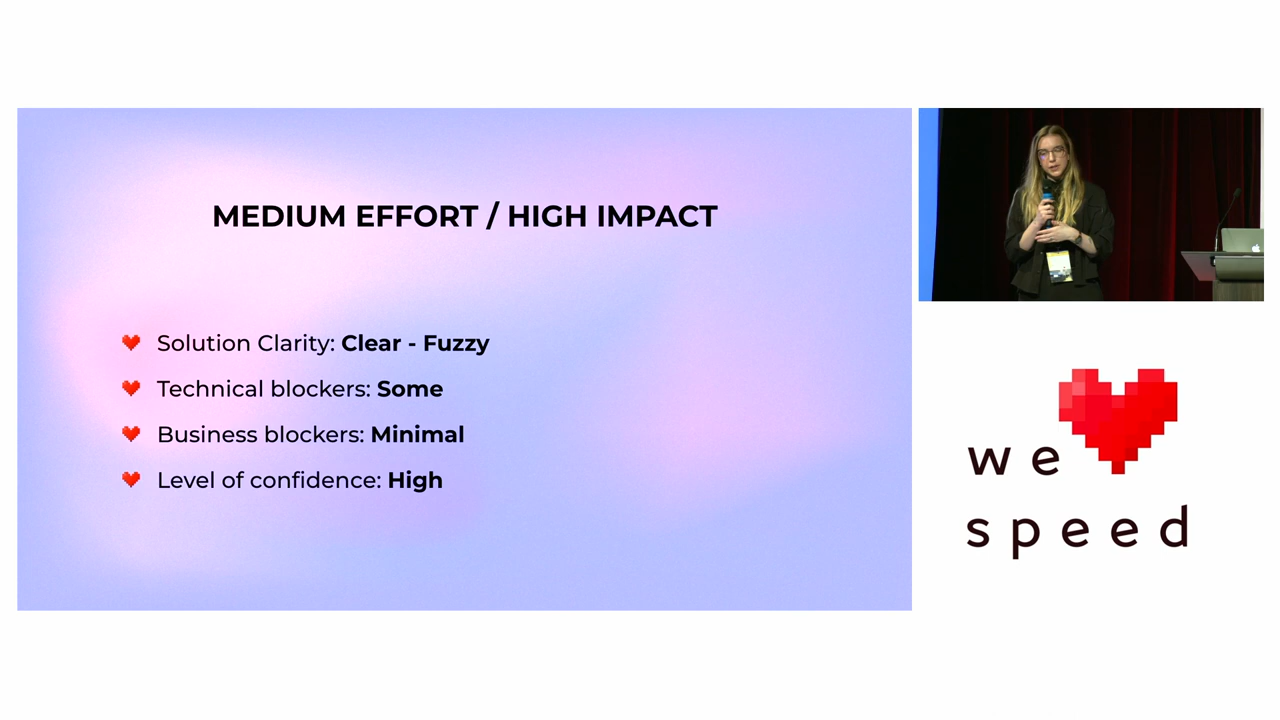 MEDIUM EFFORT / HIGH IMPACT
Solution Clarity: Clear - Fuzzy
Technical blockers: Some
Business blockers: Minimal
Level of confidence: High
we
speed